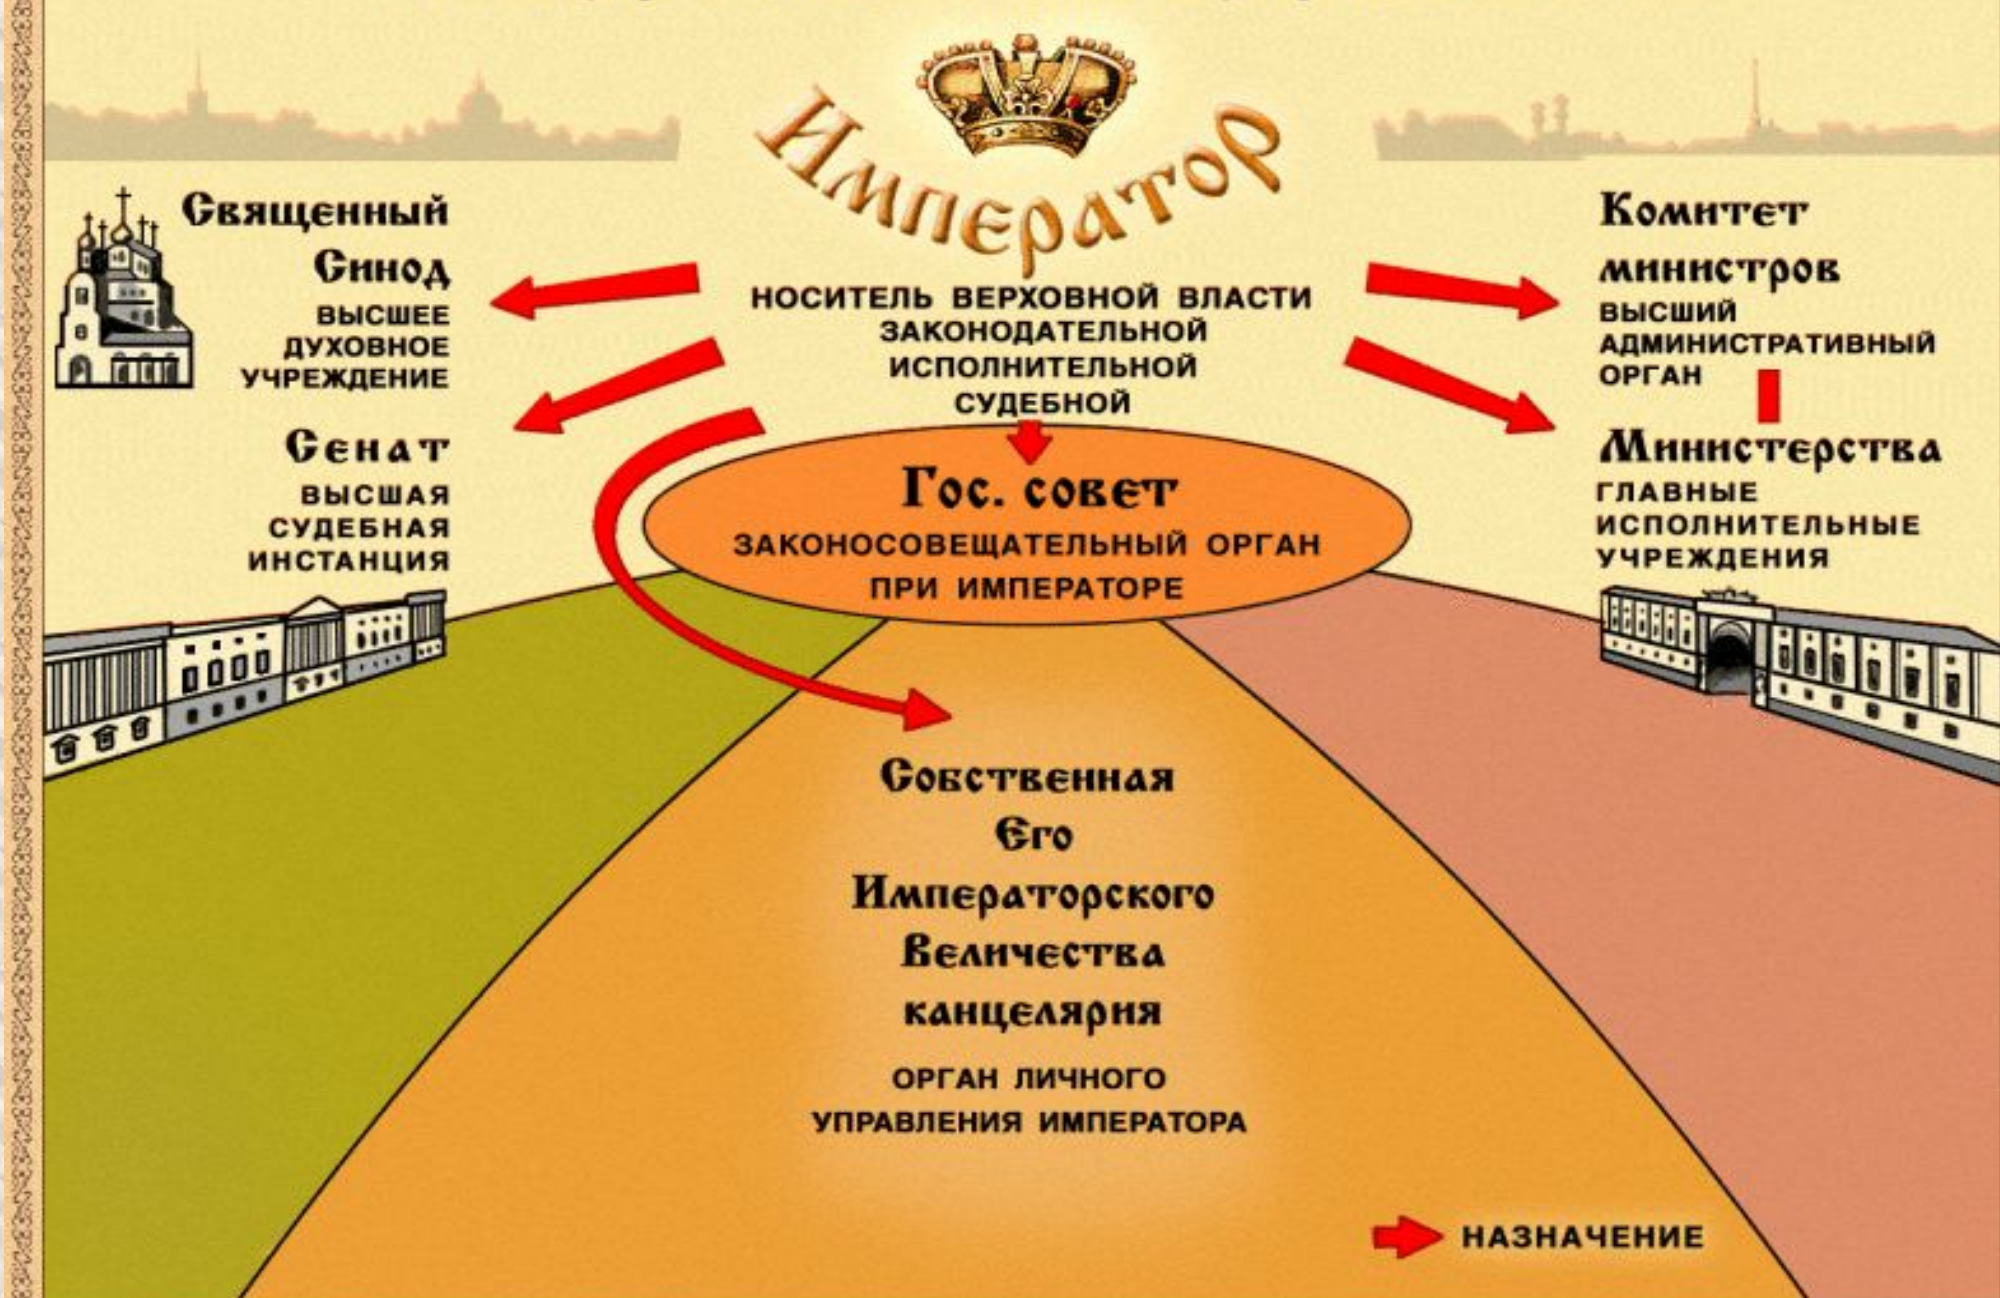 Император
НОСИТЕЛЬ ВЕРХОВНОЙ ВЛАСТИ
ЗАКОНОДАТЕЛЬНОЙ
ИСПОЛНИТЕЛЬНОЙ
СУДЕБНОЙ
Священный
Синод
ВЫСШЕЕ
ДУХОВНОЕ
УЧРЕЖДЕНИЕ
Сенат
ВЫСШАЯ
СУДЕБНАЯ
ИНСТАНЦИЯ
Комитет
министров
ВЫСШИЙ
АДМИНИСТРАТИВНЫЙ
ОРГАН
Министерства
ГЛАВНЫЕ
ИСПОЛНИТЕЛЬНЫЕ
УЧРЕЖДЕНИЯ
Гос. совет
ЗАКОНОСОВЕЩАТЕЛЬНЫЙ ОРГАН
ПРИ ИМПЕРАТОРЕ
Собственная
Его
Императорского
Величества
канцелярия
ОРГАН ЛИЧНОГО
УПРАВЛЕНИЯ ИМПЕРАТОРА
НАЗНАЧЕНИЕ